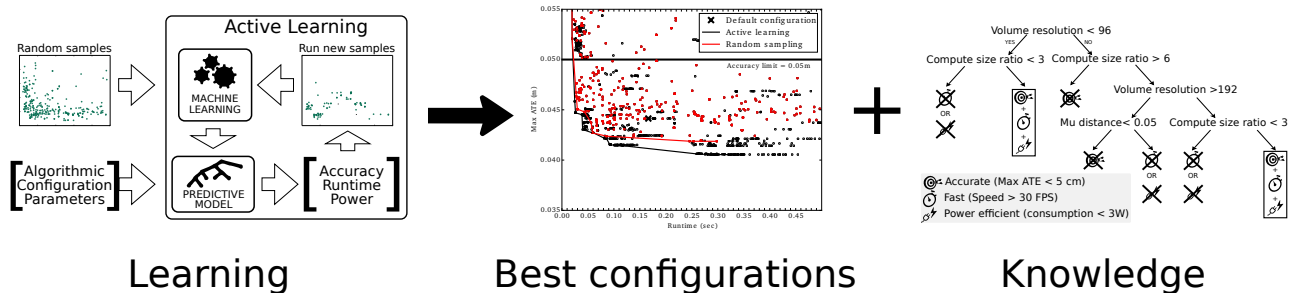 Active Learning
Random samples
Run new samples
MACHINE
LEARNING
[Algorithmic
Configuration
Parameters]
PREDICTIVE
MODEL
[Accuracy
Runtime
Power]
Learning
0.055
0.050
0.045
0.040
0.035
Max ATE (m)
Default configuration
Active learning
Random sampling
Accuracy limit = 0.05m
0.00 0.05 0.10 0.15 0.20 0.25 0.30 0.35 0.40 0.45
Runtime (sec)
Best configurations
+
Volume resolution < 96
YES NO
Compute size ratio < 3 Compute size ratio > 6
Volume resolution >192
OR
+
+
Mu distance< 0.05 Compute size ratio < 3
OR OR
+
+
Accurate (Max ATE < 5 cm)
Fast (Speed > 30 FPS)
Power efficient (consumption < 3W)
Knowledge